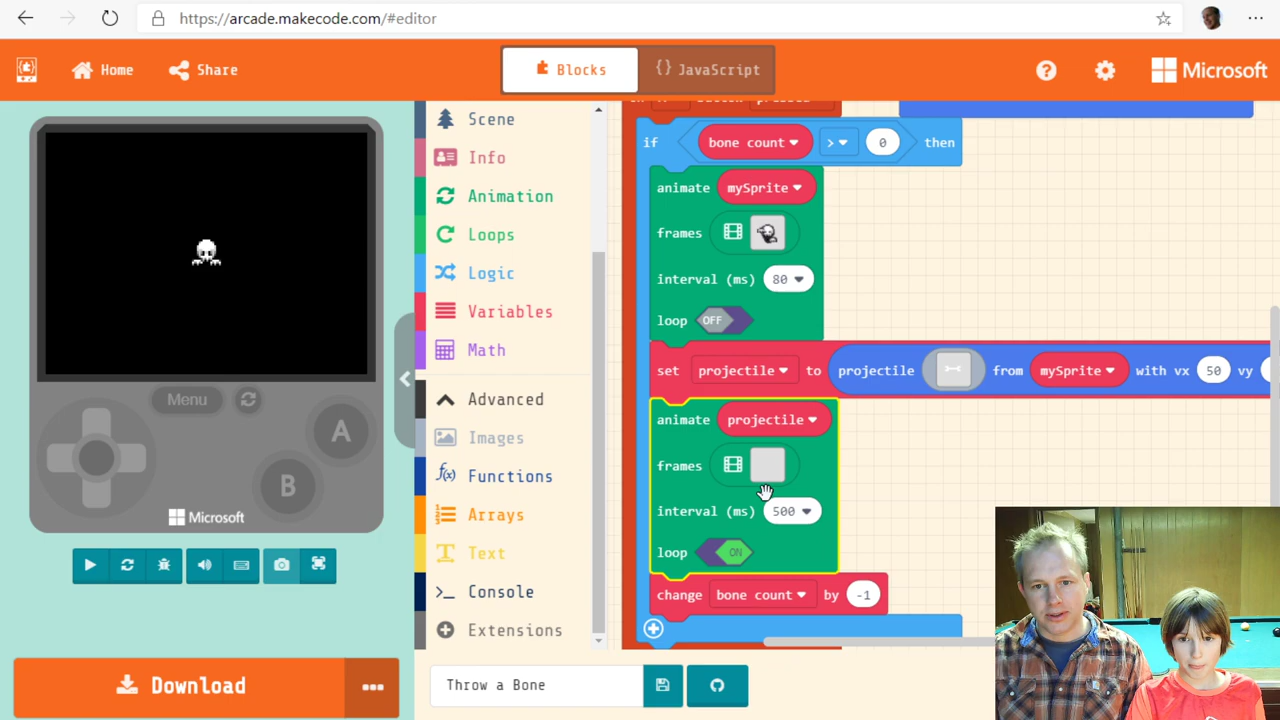 https://arcade.makecode.com/#editor
Home
Share
Blocks
{} JavaScript
Microsoft
Scene
Info
Animation
Loops
Logic
Variables
Math
Advanced
Images
f(x) Functions
Arrays
Text
Console
Extensions
if bone count > 0 then
animate mySprite
frames
interval (ms) 80
loop OFF
set projectile to projectile from mySprite with vx 50 vy
animate projectile
frames
interval (ms) 500
loop ON
change bone count by -1
Menu
A
B
Microsoft
Download
Throw a Bone